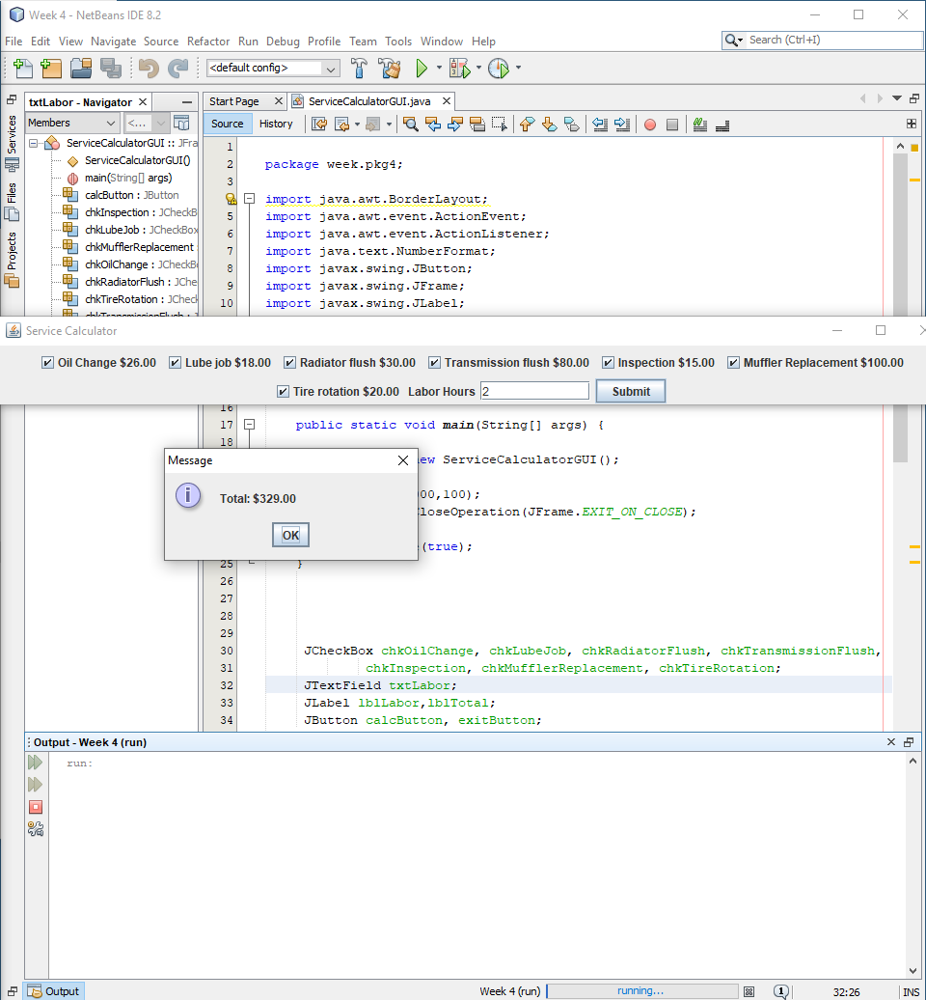 Week 4 - NetBeans IDE 8.2
File Edit View Navigate Source Refactor Run Debug Profile Team Tools Window Help
Search (Ctrl+I)
<default config>
txtLabor - Navigator
Start Page
ServiceCalculatorGUI.java
Members
<...
Source History
Services
Files
Projects
ServiceCalculatorGUI :: JFra
ServiceCalculatorGUI()
main(String[] args)
calcButton : JButton
chkInspection : JCheckB
chkLubeJob : JCheckBox
chkMufflerReplacement :
chkOilChange : JCheckBo
chkRadiatorFlush : JChe
chkTireRotation : JCheck
chkTransmissionFlush : J
1
2 package week.pkg4;
3
import java.awt.BorderLayout;
5 import java.awt.event.ActionEvent;
6 import java.awt.event.ActionListener;
7 import java.text.NumberFormat;
8 import javax.swing.JButton;
9 import javax.swing.JFrame;
10 import javax.swing.JLabel;
Service Calculator
Oil Change $26.00 Lube job $18.00 Radiator flush $30.00 Transmission flush $80.00 Inspection $15.00 Muffler Replacement $100.00
Tire rotation $20.00 Labor Hours 2 Submit
16
17 public static void main(String[] args) {
18
ew ServiceCalculatorGUI();
00,100);
CloseOperation(JFrame.EXIT_ON_CLOSE);
(true);
Message
Total: $329.00
OK
25 }
26
27
28
29
30 JCheckBox chkOilChange, chkLubeJob, chkRadiatorFlush, chkTransmissionFlush,
31 chkInspection, chkMufflerReplacement, chkTireRotation;
32 JTextField txtLabor;
33 JLabel lblLabor,lblTotal;
34 JButton calcButton, exitButton;
Output - Week 4 (run)
run:
Output
Week 4 (run) running... 1 32:26 INS